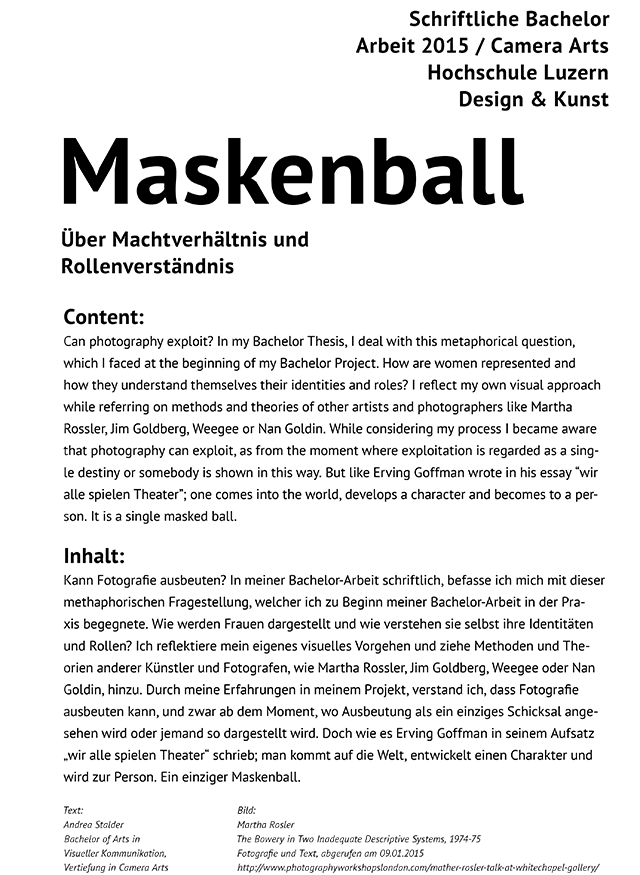 Schriftliche Bachelor
Arbeit 2015 / Camera Arts
Hochschule Luzern
Design & Kunst
Maskenball
Über Machtverhältnis und
Rollenverständnis
Content:
Can photography exploit? In my Bachelor Thesis, I deal with this metaphorical question,
which I faced at the beginning of my Bachelor Project. How are women represented and
how they understand themselves their identities and roles? I reflect my own visual approach
while referring on methods and theories of other artists and photographers like Martha
Rossler, Jim Goldberg, Weegee or Nan Goldin. While considering my process I became aware
that photography can exploit, as from the moment where exploitation is regarded as a sing-
le destiny or somebody is shown in this way. But like Erving Goffman wrote in his essay “wir
alle spielen Theater”; one comes into the world, develops a character and becomes to a per-
son. It is a single masked ball.
Inhalt:
Kann Fotografie ausbeuten? In meiner Bachelor-Arbeit schriftlich, befasse ich mich mit dieser
methaphorischen Fragestellung, welcher ich zu Beginn meiner Bachelor-Arbeit in der Pra-
xis begegnete. Wie werden Frauen dargestellt und wie verstehen sie selbst ihre Identitäten
und Rollen? Ich reflektiere mein eigenes visuelles Vorgehen und ziehe Methoden und The-
orien anderer Künstler und Fotografen, wie Martha Rossler, Jim Goldberg, Weegee oder Nan
Goldin, hinzu. Durch meine Erfahrungen in meinem Projekt, verstand ich, dass Fotografie
ausbeuten kann, und zwar ab dem Moment, wo Ausbeutung als ein einziges Schicksal ange-
sehen wird oder jemand so dargestellt wird. Doch wie es Erving Goffman in seinem Aufsatz
„wir alle spielen Theater“ schrieb; man kommt auf die Welt, entwickelt einen Charakter und
wird zur Person. Ein einziger Maskenball.
Text:
Andrea Stalder
Bachelor of Arts in
Visueller Kommunikation,
Vertiefung in Camera Arts
Bild:
Martha Rosler
The Bowery in Two Inadequate Descriptive Systems, 1974-75
Fotografie und Text, abgerufen am 09.01.2015
http://www.photographyworkshopslondon.com/mather-rosler-talk-at-whitechapel-gallery/